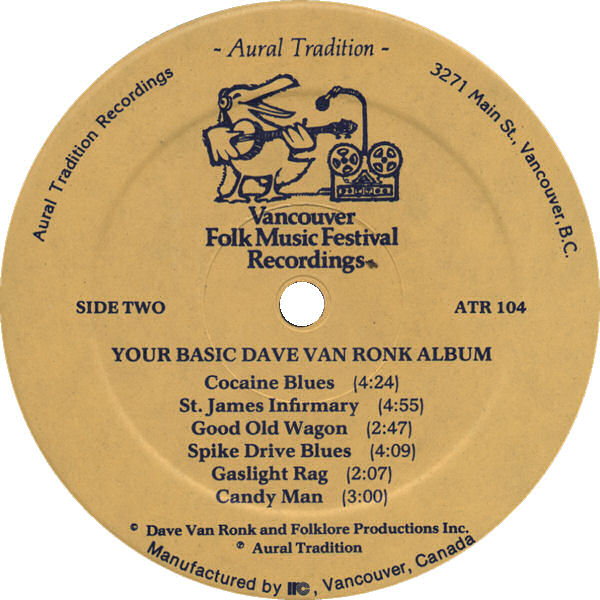 - Aural Tradition -
Aural Tradition Recordings
3271 Main St., Vancouver, B.C.
Vancouver
Folk Music Festival
Recordings
SIDE TWO
ATR 104
YOUR BASIC DAVE VAN RONK ALBUM
Cocaine Blues (4:24)
St. James Infirmary (4:55)
Good Old Wagon (2:47)
Spike Drive Blues (4:09)
Gaslight Rag (2:07)
Candy Man (3:00)
© Dave Van Ronk and Folklore Productions Inc.
℗ Aural Tradition
Manufactured by IRC, Vancouver, Canada